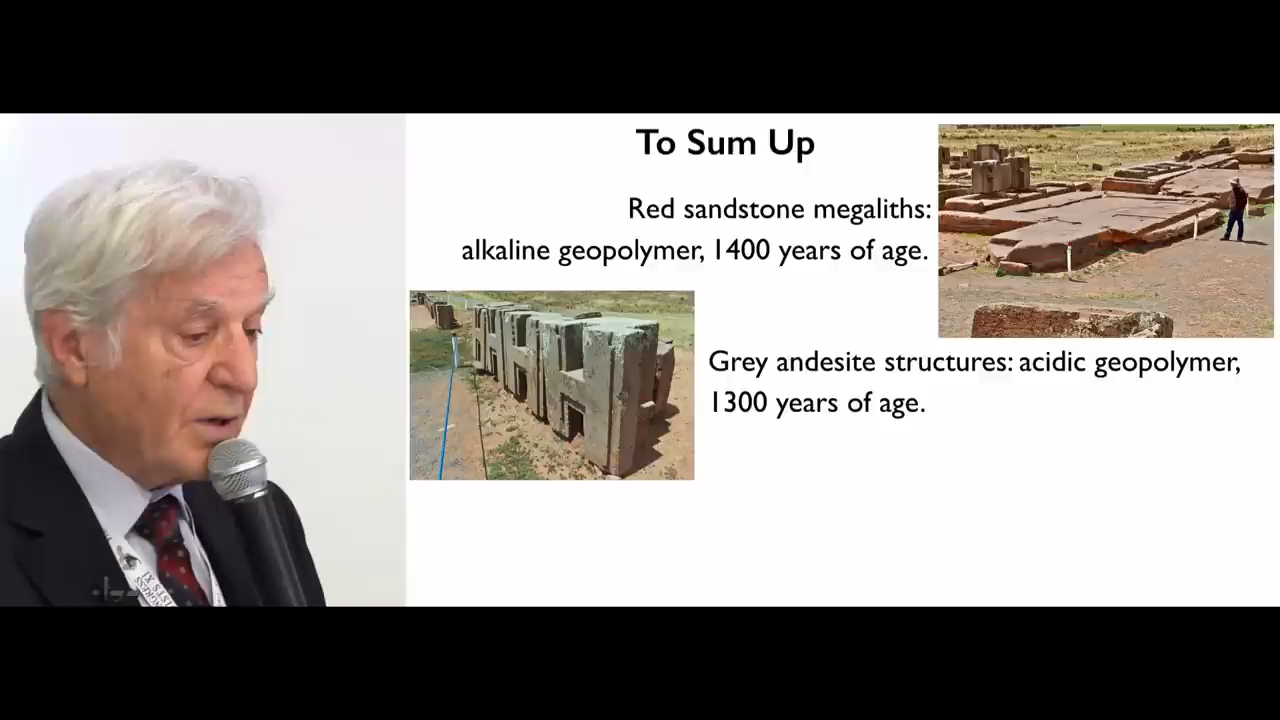 To Sum Up
Red sandstone megaliths:
alkaline geopolymer, 1400 years of age.
Grey andesite structures: acidic geopolymer,
1300 years of age.